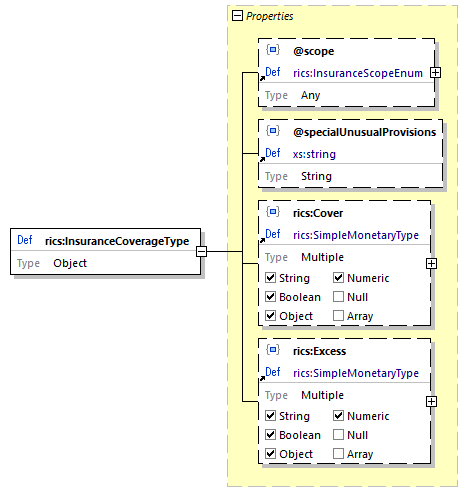 Properties
@scope
Def rics:InsuranceScopeEnum
Type Any
@specialUnusualProvisions
Def xs:string
Type String
rics:Cover
Def rics:SimpleMonetaryType
Type Multiple
String Numeric
Boolean Null
Object Array
Def rics:InsuranceCoverageType
Type Object
rics:Excess
Def rics:SimpleMonetaryType
Type Multiple
String Numeric
Boolean Null
Object Array